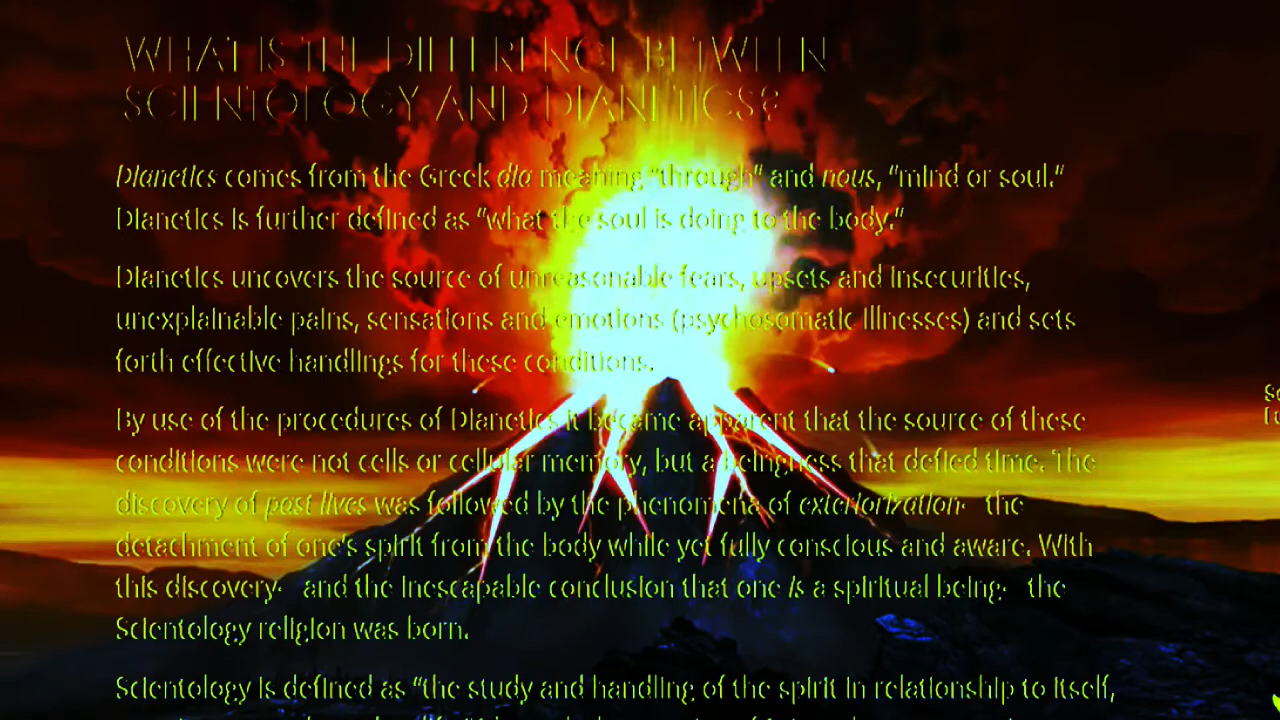 WHAT IS THE DIFFERENCE BETWEEN
SCIENTOLOGY AND DIANETICS?
Dianetics comes from the Greek dia meaning “through” and nous, “mind or soul.”
Dianetics is further defined as “what the soul is doing to the body.”
Dianetics uncovers the source of unreasonable fears, upsets and insecurities,
unexplainable pains, sensations and emotions (psychosomatic illnesses) and sets
forth effective handlings for these conditions.
By use of the procedures of Dianetics it became apparent that the source of these
conditions were not cells or cellular memory, but a beingness that defied time. The
discovery of past lives was followed by the phenomena of exteriorization— the
detachment of one’s spirit from the body while yet fully conscious and aware. With
this discovery— and the inescapable conclusion that one is a spiritual being— the
Scientology religion was born.
Scientology is defined as “the study and handling of the spirit in relationship to itself,